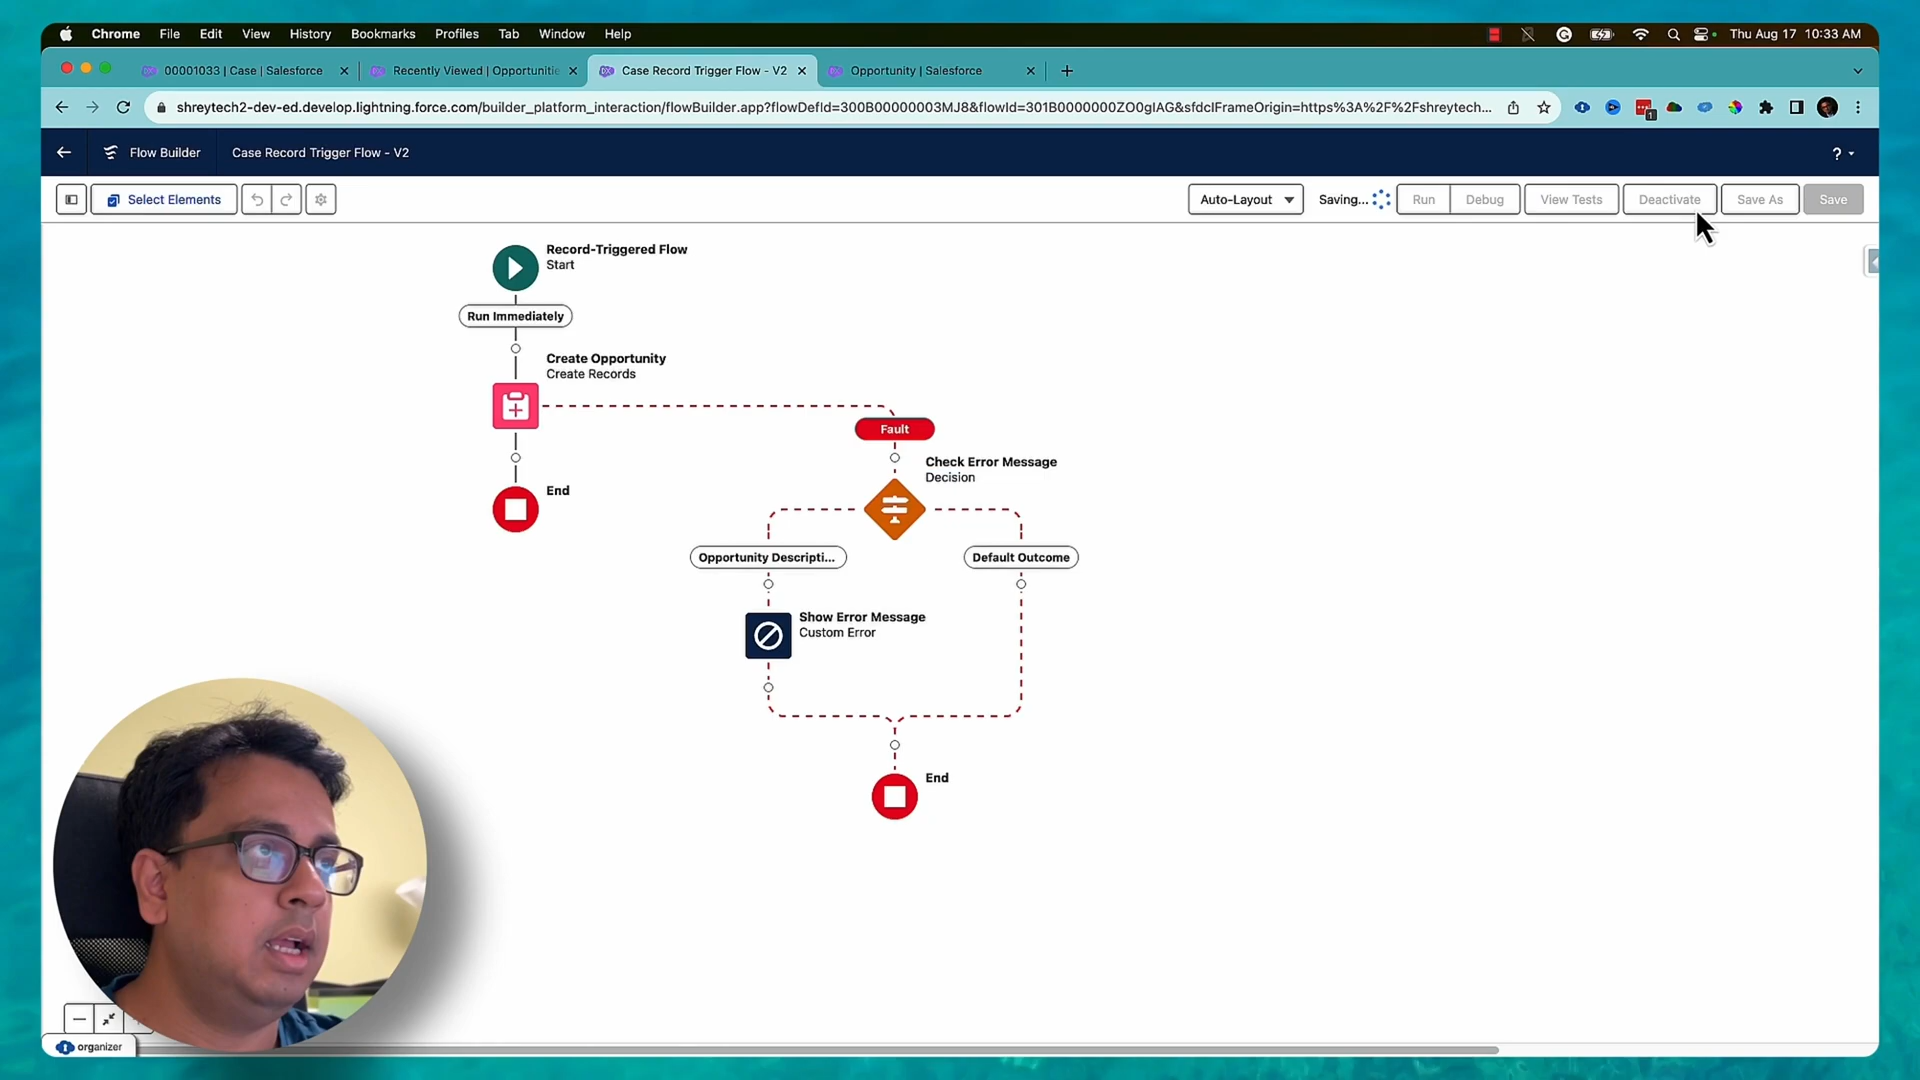 Chrome File Edit View History Bookmarks Profiles Tab Window Help Thu Aug 17 10:33 AM
00001033 | Case | Salesforce Recently Viewed | Opportunitie Case Record Trigger Flow - V2 Opportunity | Salesforce
shreytech2-dev-ed.develop.lightning.force.com/builder_platform_interaction/flowBuilder.app?flowDefId=300B00000003MJ8&flowId=301B0000000ZO0gIAG&sfdcIFrameOrigin=https%3A%2F%2Fshreytech... 1
Flow Builder Case Record Trigger Flow - V2 ?
Select Elements Auto-Layout Saving... Run Debug View Tests Deactivate Save As Save
Record-Triggered Flow
Start
Run Immediately
Create Opportunity
Create Records
Fault
Check Error Message
Decision
End
Opportunity Descripti... Default Outcome
Show Error Message
Custom Error
End
organizer